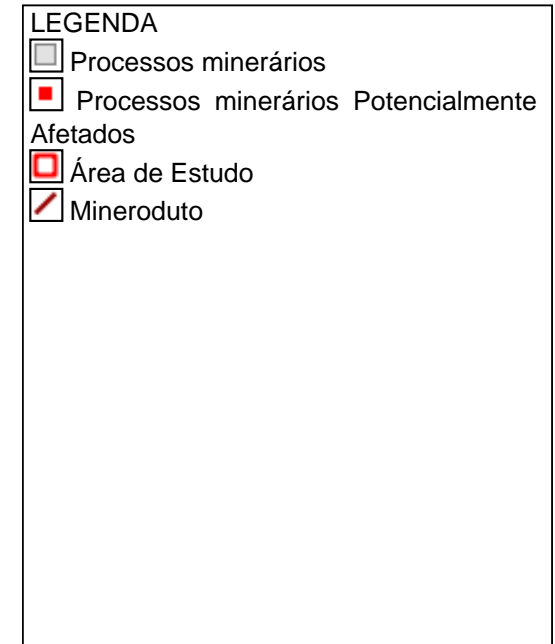 LEGENDA
Processos minerários
Processos minerários Potencialmente
Afetados
Área de Estudo
Mineroduto